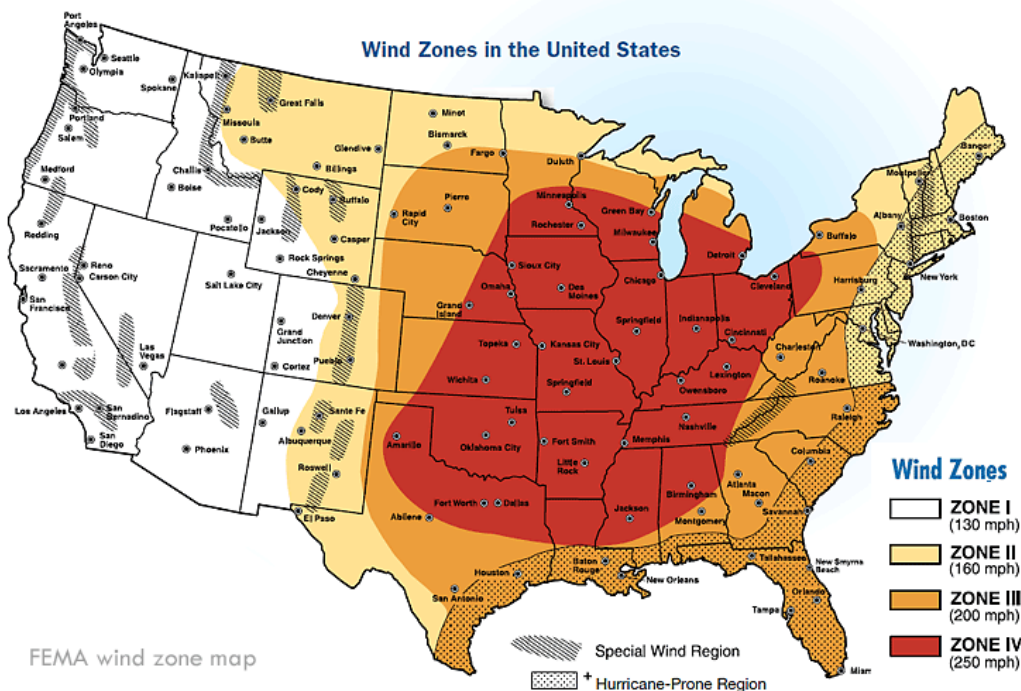 Wind Zones in the United States
Port
Angeles
Seattle
Olympia
Spokane
Kalispell
Great Falls
Portland
Salem
Missoula
Butte
Glendive
Billings
Minot
Bismarck
Fargo
Duluth
Medford
Challis
Boise
Cody
Buffalo
Pierre
Rapid
City
Minneapolis
Rochester
Green Bay
Milwaukee
Montpelier
Bangor
Albany
Boston
Buffalo
Redding
Pocatello
Jackson
Casper
Rock Springs
Cheyenne
Sioux City
Omaha
Des
Moines
Chicago
Detroit
Cleveland
Harrisburg
New York
Sacramento
Reno
Carson City
San
Francisco
Salt Lake City
Grand
Island
Denver
Grand
Junction
Pueblo
Cortez
Springfield
Indianapolis
Cincinnati
Charleston
Washington, DC
Las
Vegas
Topeka
Kansas City
St. Louis
Wichita
Springfield
Lexington
Owensboro
Roanoke
Raleigh
Los Angeles
San
Benadino
San
Diego
Flagstaff
Phoenix
Gallup
Sante Fe
Albuquerque
Roswell
El Paso
Amarillo
Tulsa
Oklahoma City
Fort Smith
Little
Rock
Memphis
Nashville
Columbia
Atlanta
Macon
Savannah
Birmingham
Montgomery
Jackson
Fort Worth
Dallas
Abilene
Houston
San Antonio
Baton
Rouge
New Orleans
Tallahassee
New Smyrna
Beach
Orlando
Tampa
Miam
Wind Zones
ZONE I
(130 mph)
ZONE II
(160 mph)
ZONE III
(200 mph)
ZONE IV
(250 mph)
Special Wind Region
+ Hurricane-Prone Region
FEMA wind zone map